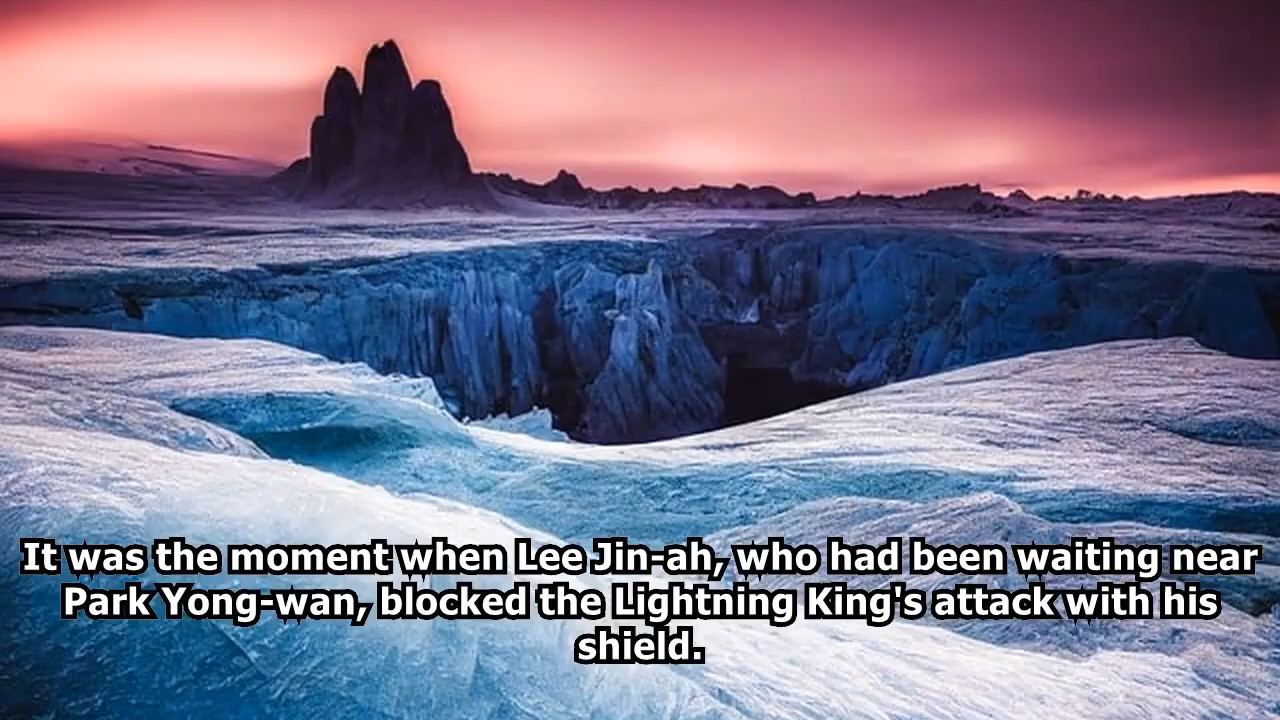 It was the moment when Lee Jin-ah, who had been waiting near
Park Yong-wan, blocked the Lightning King's attack with his
shield.